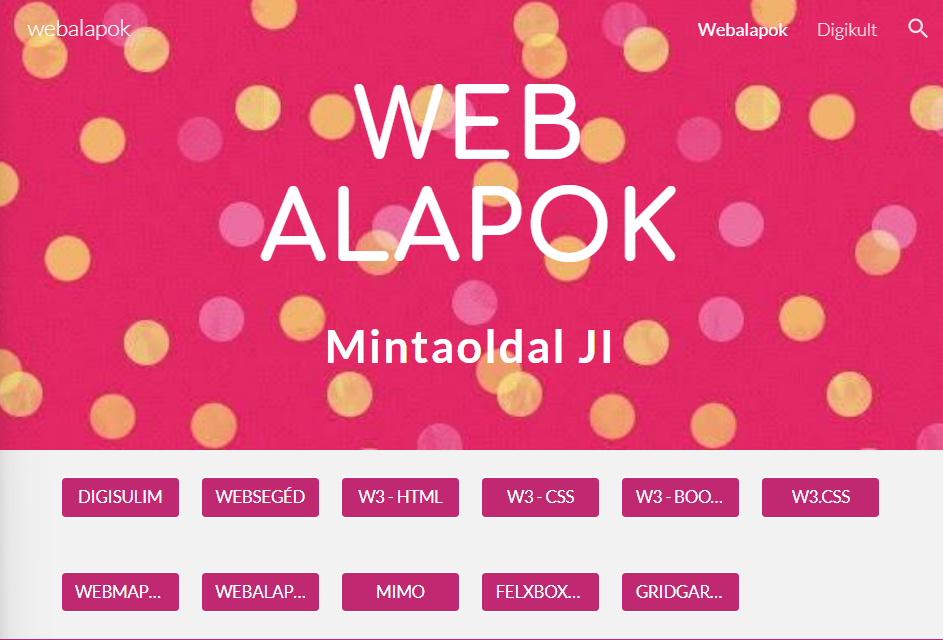 webalapok
Webalapok
Digikult
WEB
ALAPOK
Mintaoldal JI
DIGISULIM
WEBSEGÉD
W3 - HTML
W3 - CSS
W3 - BOO...
W3.CSS
WEBMAP...
WEBALAP...
MIMO
FELXBOX...
GRIDGAR...